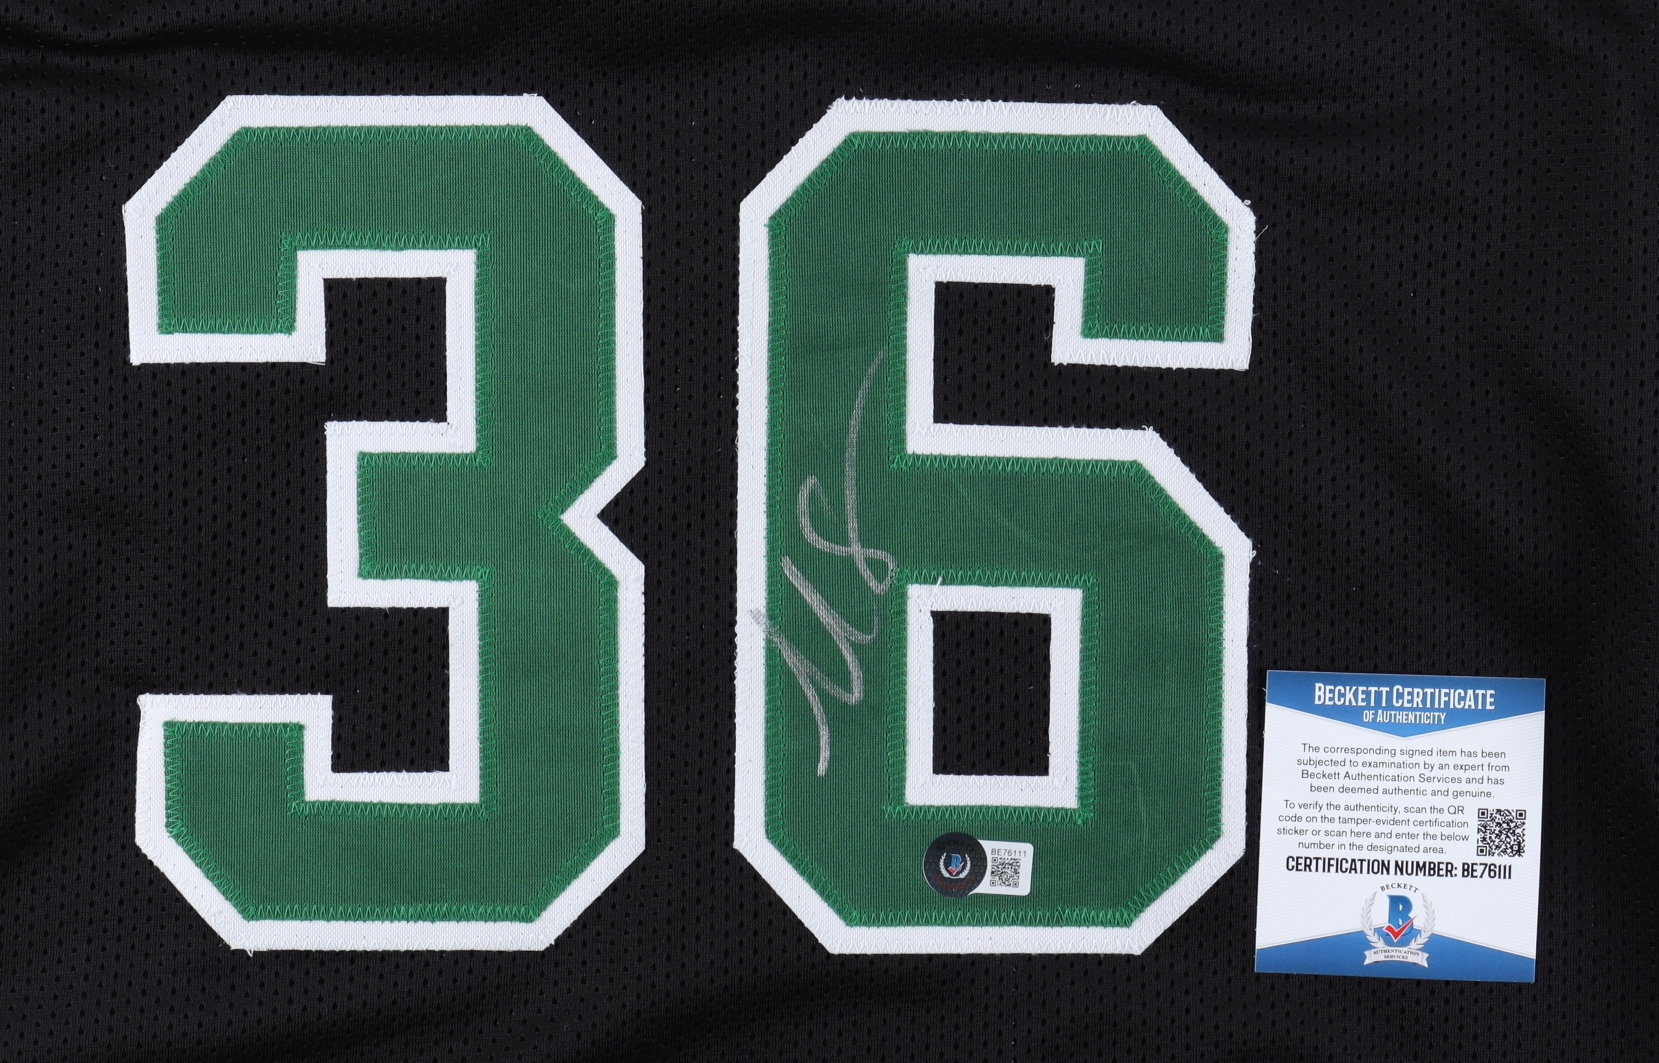 36
BE76111
B
BECKETT CERTIFICATE
OF AUTHENTICITY
The corresponding signed item has been
subjected to examination by an expert from
Beckett Authentication Services and has
been deemed authentic and genuine.
To verify the authenticity, scan the QR
code on the tamper-evident certification
sticker or scan here and enter the below
number in the designated area.
CERTIFICATION NUMBER: BE76111
BECKETT
B
AUTHENTICATION
SERVICES